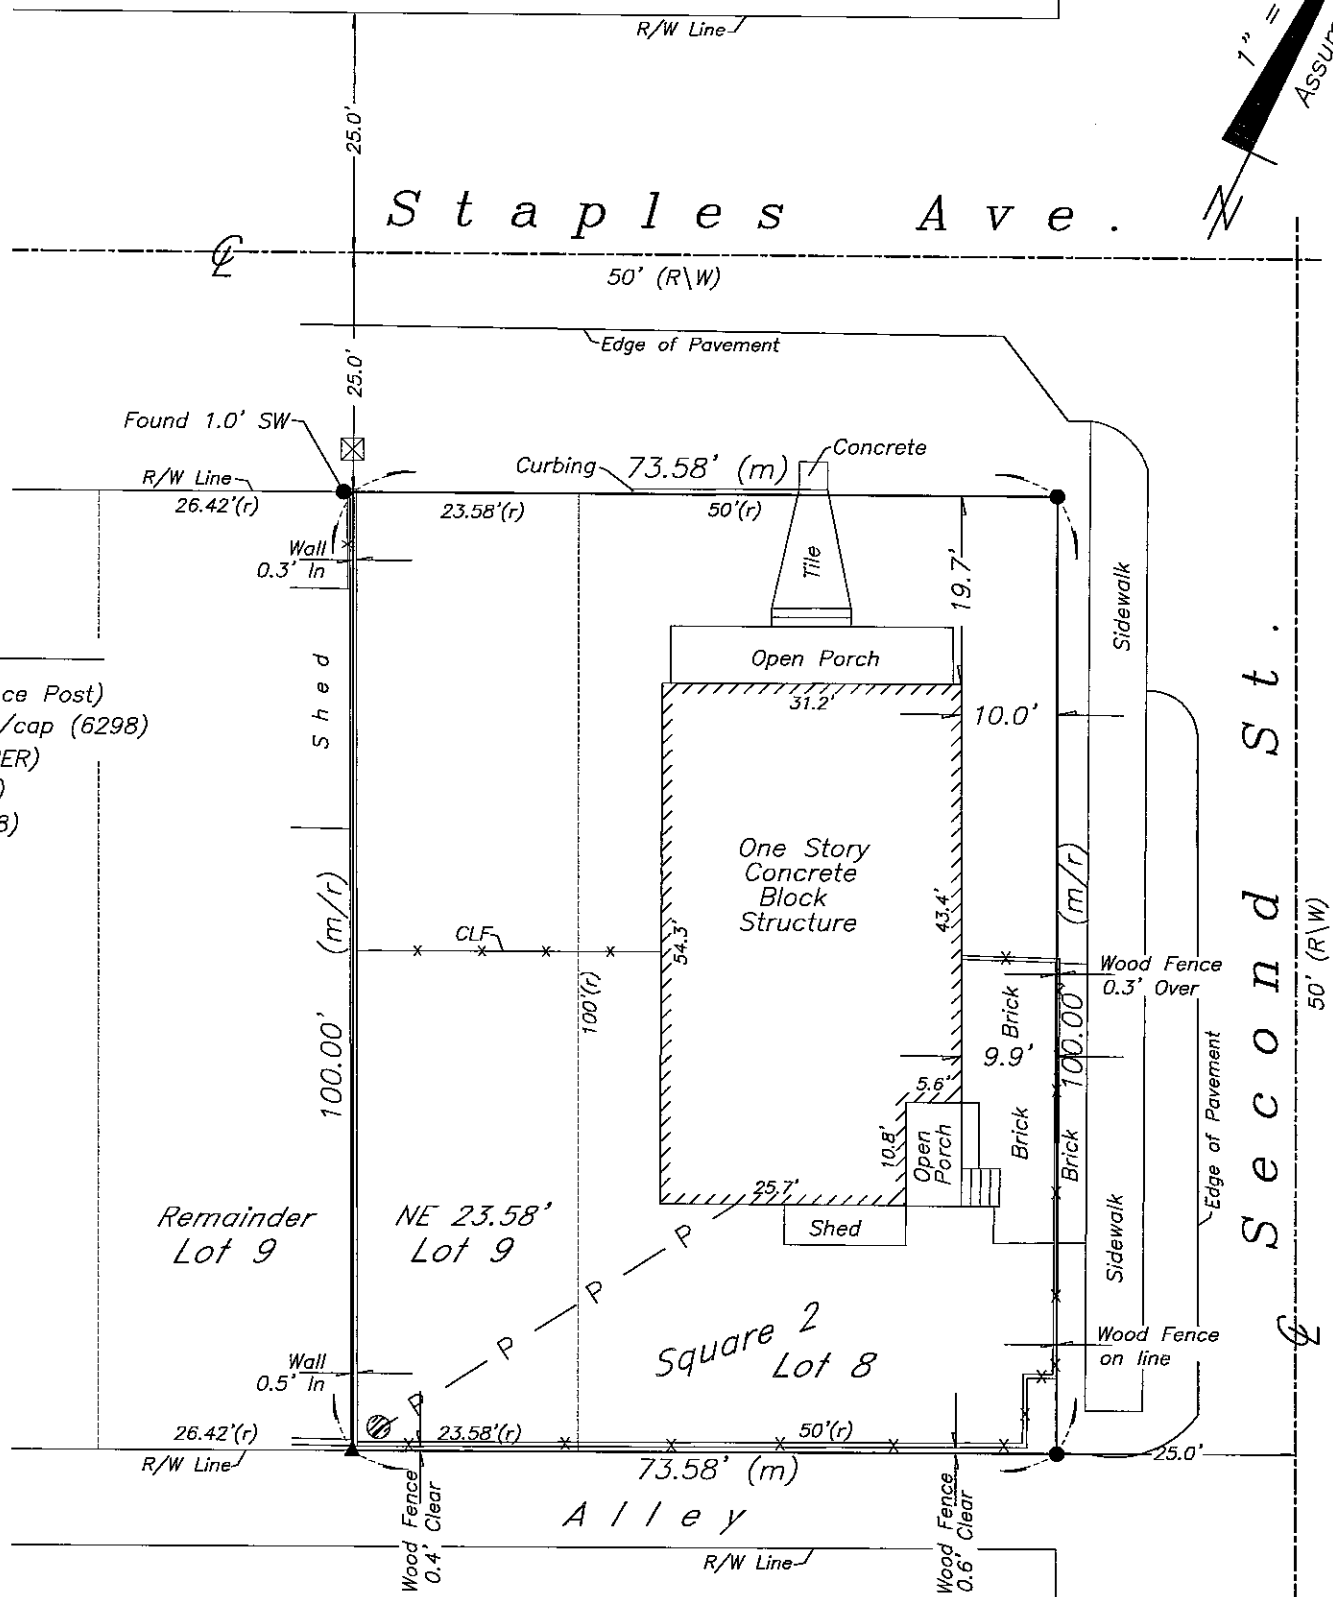 R/W Line
1" =
Assum
25.0'
Staples Ave.
N
℄
50' (R\W)
Edge of Pavement
25.0'
Found 1.0' SW
Concrete
Curbing
73.58' (m)
R/W Line
26.42'(r)
23.58'(r)
50'(r)
Wall
0.3' In
Tile
19.7'
Sidewalk
Shed
Open Porch
31.2'
10.0'
ce Post)
/cap (6298)
ER)
)
8)
One Story
Concrete
Block
Structure
54.3'
43.4'
(m/r)
100.00'
CLF
100'(r)
(m/r)
100.00'
Wood Fence
0.3' Over
Brick
9.9'
5.6'
10.8'
Open
Porch
Brick
Brick
Edge of Pavement
Second St.
50' (R\W)
25.7'
Shed
Sidewalk
Remainder
Lot 9
NE 23.58'
Lot 9
P
P
P
P
Square 2
Lot 8
℄
Wood Fence
on line
Wall
0.5' In
26.42'(r)
23.58'(r)
50'(r)
R/W Line
73.58' (m)
25.0'
Wood Fence
0.4' Clear
Alley
Wood Fence
0.6' Clear
R/W Line